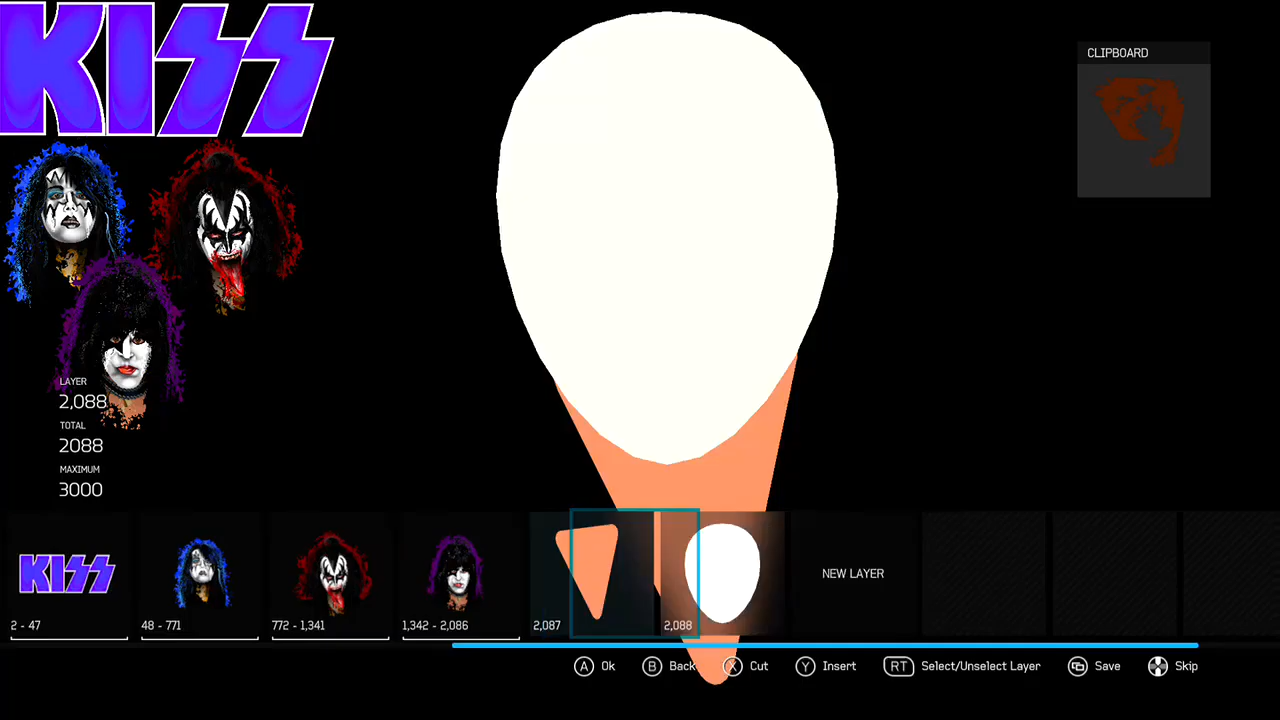 KISS
CLIPBOARD
LAYER
2,088
TOTAL
2088
MAXIMUM
3000
KISS
NEW LAYER
2 - 47
48 - 771
772 - 1,341
1,342 - 2,086
2,087
2,088
A Ok
B Back
X Cut
Y Insert
RT Select/Unselect Layer
Save
Skip